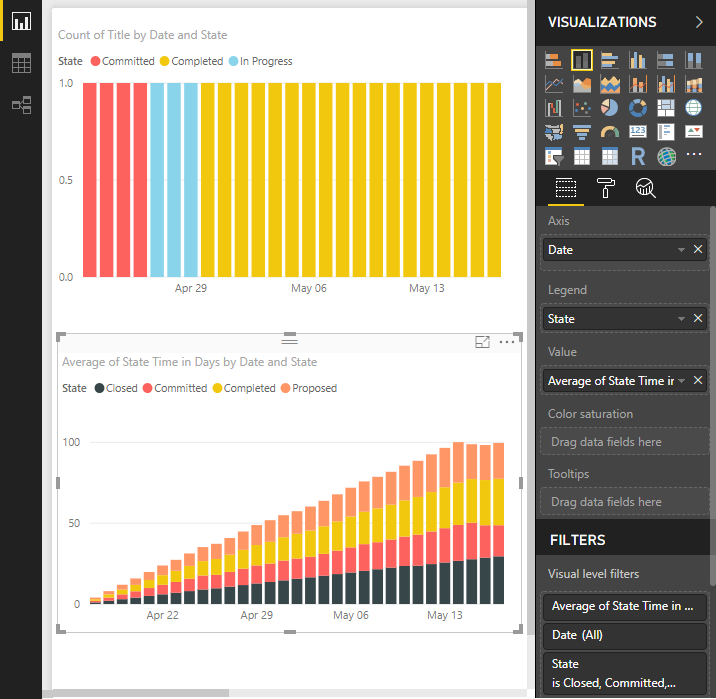 Count of Title by Date and State
State Committed Completed In Progress
1.0
0.5
0.0
Apr 29 May 06 May 13
Average of State Time in Days by Date and State
State Closed Committed Completed Proposed
100
50
0
Apr 22 Apr 29 May 06 May 13
VISUALIZATIONS
123
R
Axis
Date
Legend
State
Value
Average of State Time in
Color saturation
Drag data fields here
Tooltips
Drag data fields here
FILTERS
Visual level filters
Average of State Time in ...
Date (All)
State
is Closed, Committed,...